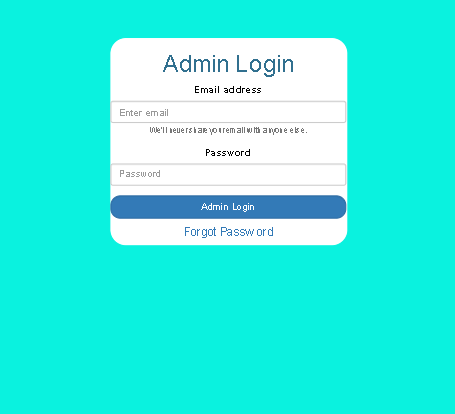 Admin Login
Email address
Enter email
We'll never share your email with anyone else.
Password
Password
Admin Login
Forgot Password